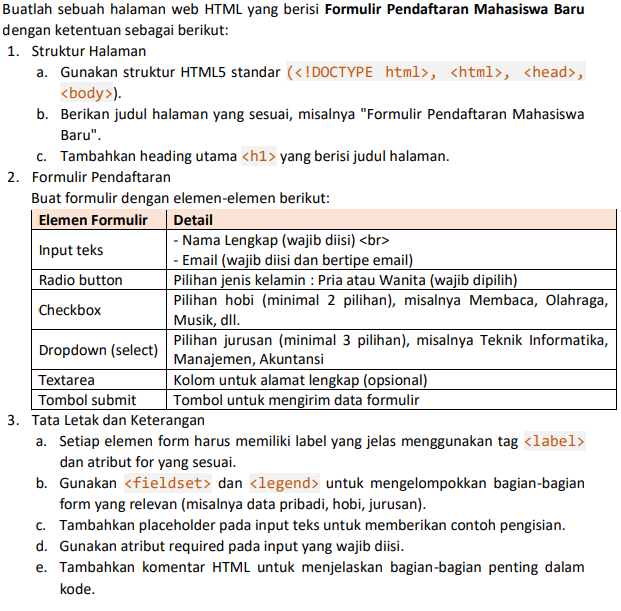 Buatlah sebuah halaman web HTML yang berisi Formulir Pendaftaran Mahasiswa Baru
dengan ketentuan sebagai berikut:
1. Struktur Halaman
a. Gunakan struktur HTML5 standar (<!DOCTYPE html>, <html>, <head>,
<body>).
b. Berikan judul halaman yang sesuai, misalnya "Formulir Pendaftaran Mahasiswa
Baru".
c. Tambahkan heading utama <h1> yang berisi judul halaman.
2. Formulir Pendaftaran
Buat formulir dengan elemen-elemen berikut:
Elemen Formulir Detail
Input teks - Nama Lengkap (wajib diisi) <br>
- Email (wajib diisi dan bertipe email)
Radio button Pilihan jenis kelamin : Pria atau Wanita (wajib dipilih)
Checkbox Pilihan hobi (minimal 2 pilihan), misalnya Membaca, Olahraga,
Musik, dll.
Dropdown (select) Pilihan jurusan (minimal 3 pilihan), misalnya Teknik Informatika,
Manajemen, Akuntansi
Textarea Kolom untuk alamat lengkap (opsional)
Tombol submit Tombol untuk mengirim data formulir
3. Tata Letak dan Keterangan
a. Setiap elemen form harus memiliki label yang jelas menggunakan tag <label>
dan atribut for yang sesuai.
b. Gunakan <fieldset> dan <legend> untuk mengelompokkan bagian-bagian
form yang relevan (misalnya data pribadi, hobi, jurusan).
c. Tambahkan placeholder pada input teks untuk memberikan contoh pengisian.
d. Gunakan atribut required pada input yang wajib diisi.
e. Tambahkan komentar HTML untuk menjelaskan bagian-bagian penting dalam
kode.